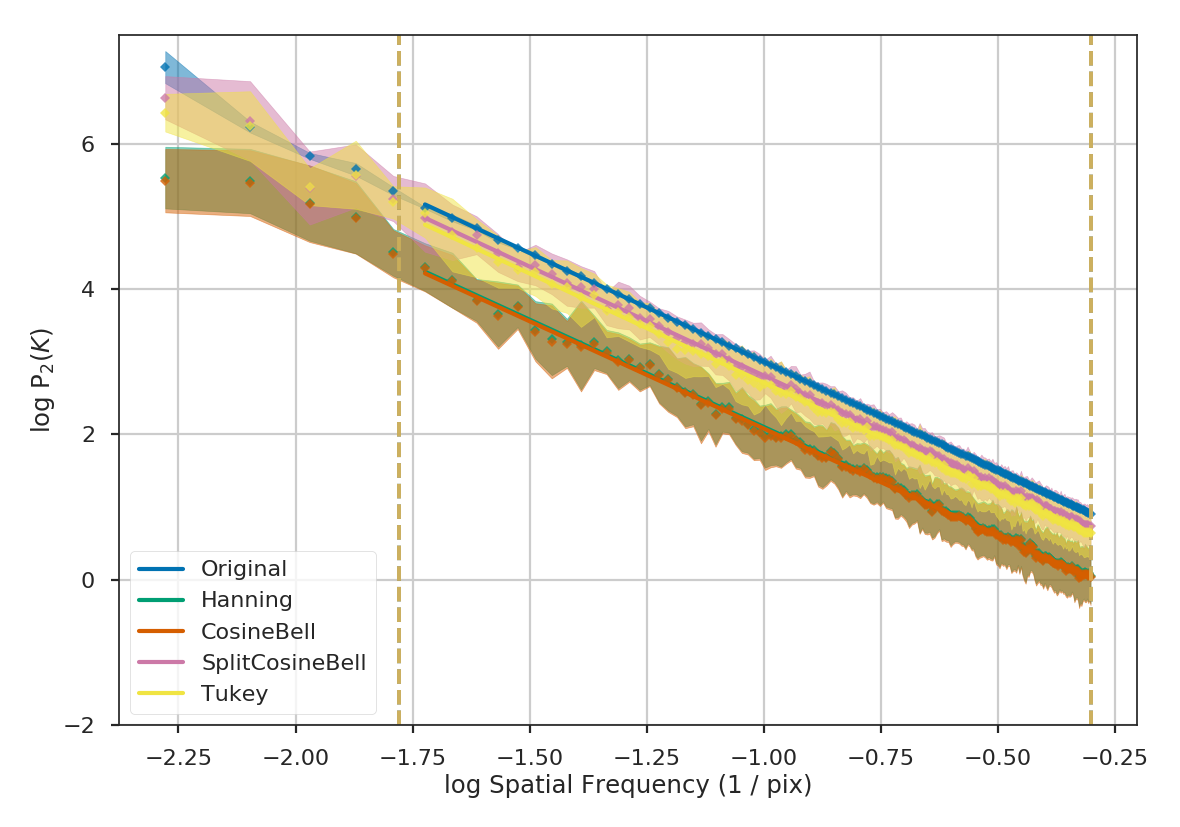 6
4
2
0
−2
log P₂(K)
Original
Hanning
CosineBell
SplitCosineBell
Tukey
−2.25 −2.00 −1.75 −1.50 −1.25 −1.00 −0.75 −0.50 −0.25
log Spatial Frequency (1 / pix)